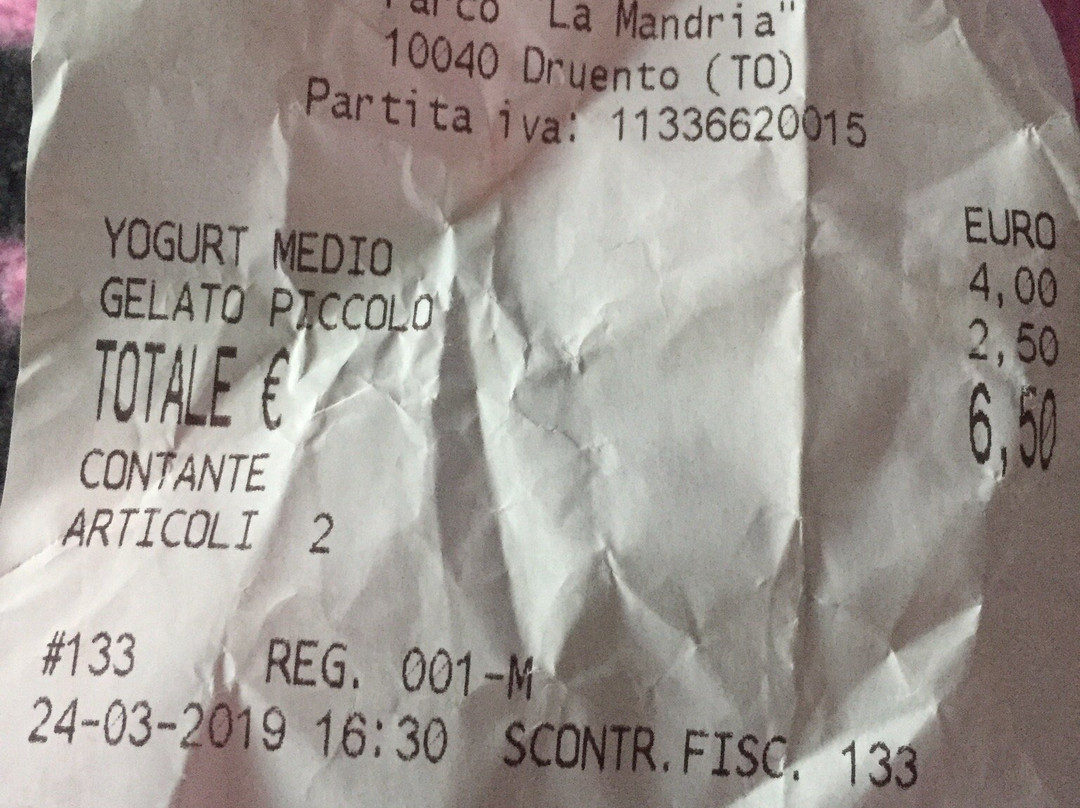 Parco "La Mandria"
10040 Druento (TO)
Partita iva: 11336620015
EURO
YOGURT MEDIO 4,00
GELATO PICCOLO 2,50
TOTALE € 6,50
CONTANTE
ARTICOLI 2
#133 REG. 001-M
24-03-2019 16:30 SCONTR.FISC. 133